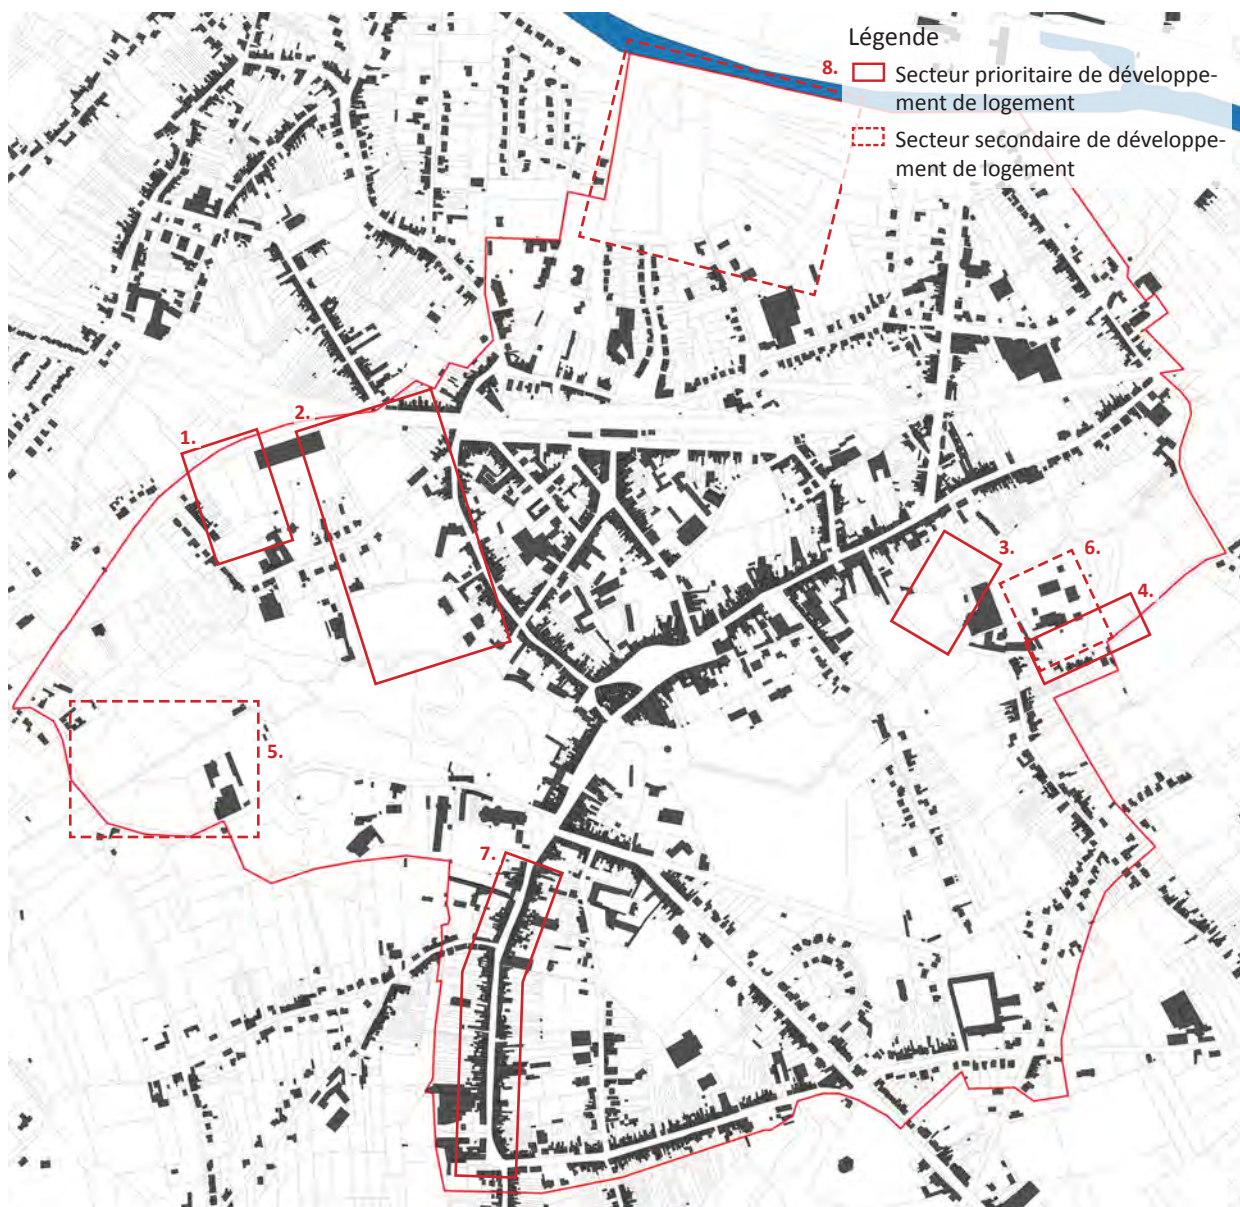 Légende
8.
Secteur prioritaire de développe-
ment de logement
Secteur secondaire de développe-
ment de logement
2.
1.
3.
6.
4.
5.
7.